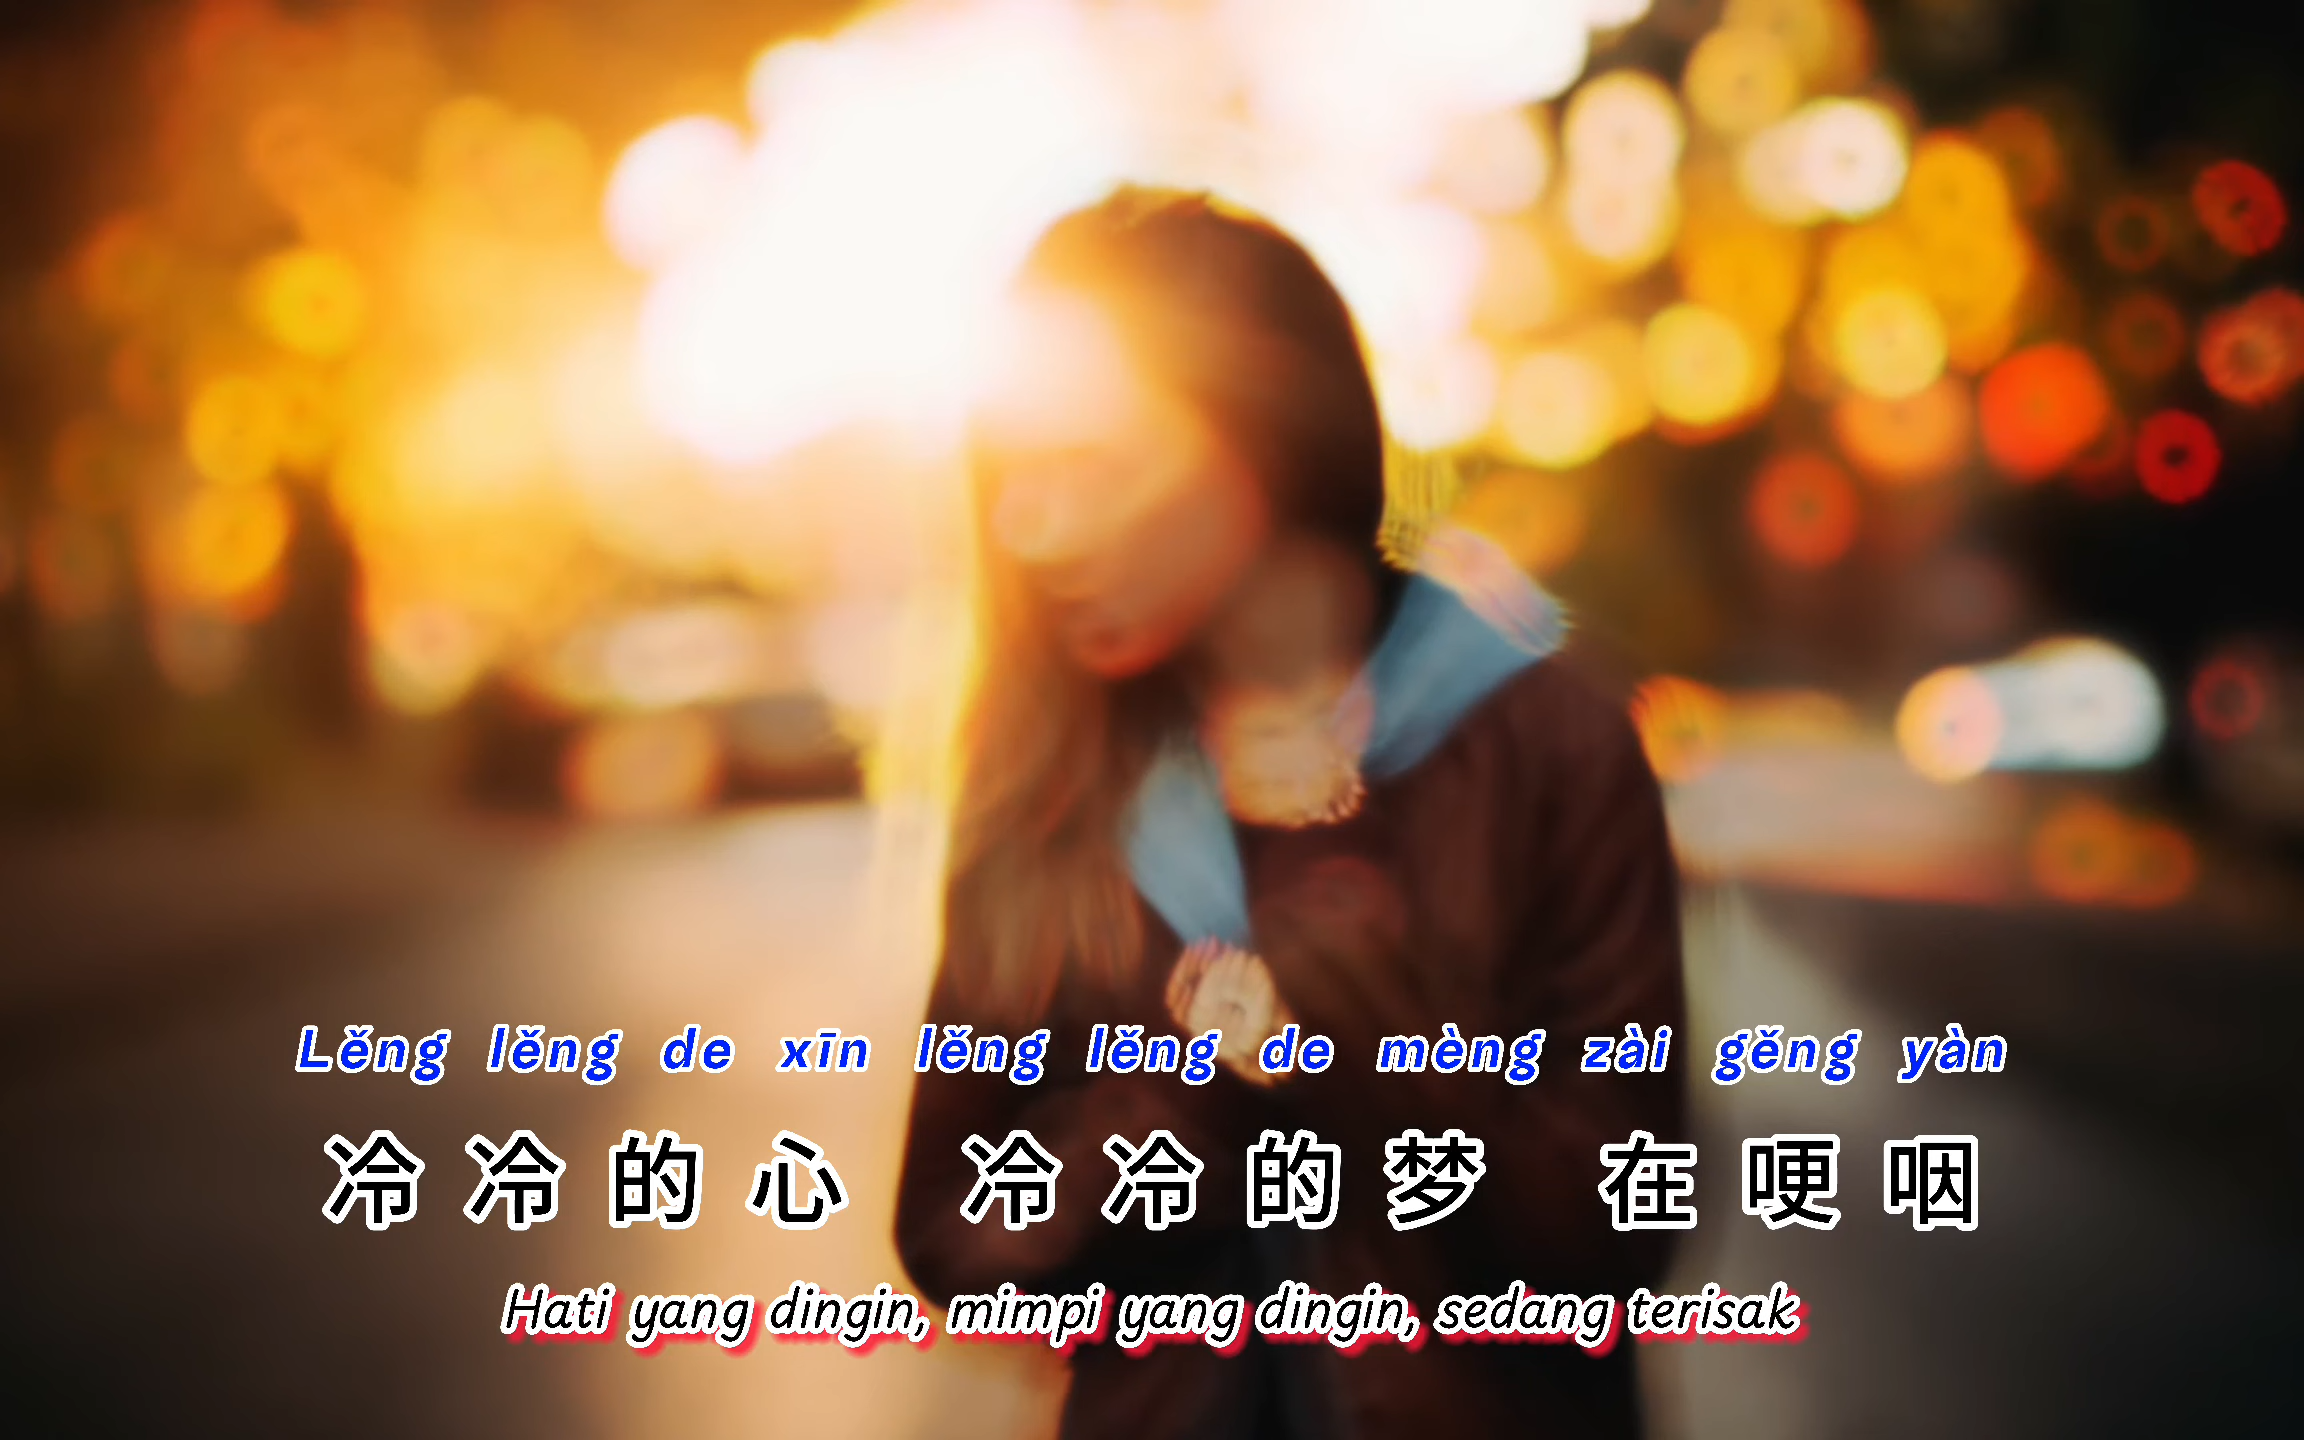 Lěng lěng de xīn lěng lěng de mèng zài gěng yàn
冷冷的心 冷冷的梦 在哽咽
Hati yang dingin, mimpi yang dingin, sedang terisak